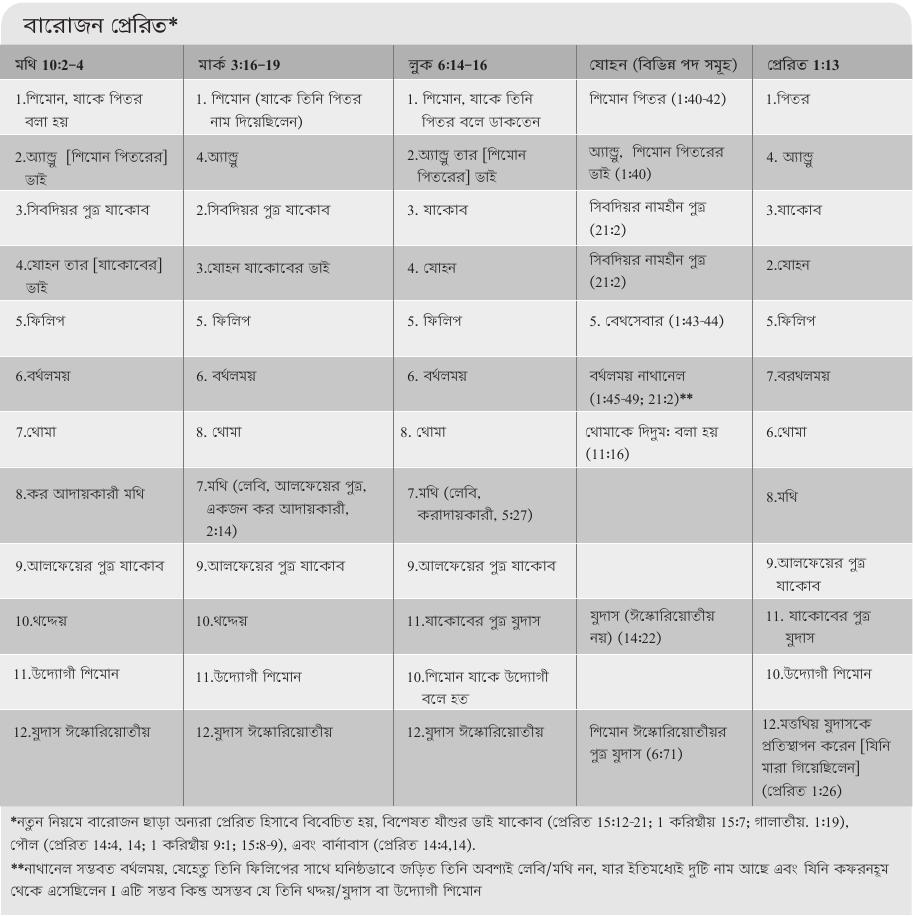 বারোজন প্রেরিত*
মথি 10:2-4
মার্ক 3:16-19
লুক 6:14-16
যোহন (বিভিন্ন পদ সমূহ)
প্রেরিত 1:13
1.শিমোন, যাকে পিতর
বলা হয়
1. শিমোন (যাকে তিনি পিতর
নাম দিয়েছিলেন)
1. শিমোন, যাকে তিনি
পিতর বলে ডাকতেন
শিমোন পিতর (1:40-42)
1.পিতর
2.অ্যান্ড্রু [শিমোন পিতরের]
ভাই
4.অ্যান্ড্রু
2.অ্যান্ড্রু তার [শিমোন
পিতরের] ভাই
অ্যান্ড্রু, শিমোন পিতরের
ভাই (1:40)
4. অ্যান্ড্রু
3.সিবদিয়র পুত্র যাকোব
2.সিবদিয়র পুত্র যাকোব
3. যাকোব
সিবদিয়র নামহীন পুত্র
(21:2)
3.যাকোব
4.যোহন তার [যাকোবের]
ভাই
3.যোহন যাকোবের ভাই
4. যোহন
সিবদিয়র নামহীন পুত্র
(21:2)
2.যোহন
5.ফিলিপ
5. ফিলিপ
5. ফিলিপ
5. বেথসেবার (1:43-44)
5.ফিলিপ
6.বর্থলময়
6. বর্থলময়
6. বর্থলময়
বর্থলময় নাথানেল
(1:45-49; 21:2)**
7.বরথলময়
7.থোমা
8. থোমা
8. থোমা
থোমাকে দিদুমঃ বলা হয়
(11:16)
6.থোমা
8.কর আদায়কারী মথি
7.মথি (লেবি, আলফেয়ের পুত্র,
একজন কর আদায়কারী,
2:14)
7.মথি (লেবি,
করাদায়কারী, 5:27)
8.মথি
9.আলফেয়ের পুত্র যাকোব
9.আলফেয়ের পুত্র যাকোব
9.আলফেয়ের পুত্র যাকোব
9.আলফেয়ের পুত্র
যাকোব
10.থদ্দেয়
10.থদ্দেয়
11.যাকোবের পুত্র যুদাস
যুদাস (ঈস্কোরিয়োতীয়
নয়) (14:22)
11. যাকোবের পুত্র
যুদাস
11.উদ্যোগী শিমোন
11.উদ্যোগী শিমোন
10.শিমোন যাকে উদ্যোগী
বলে হত
10.উদ্যোগী শিমোন
12.যুদাস ঈস্কোরিয়োতীয়
12.যুদাস ঈস্কোরিয়োতীয়
12.যুদাস ঈস্কোরিয়োতীয়
শিমোন ঈস্কোরিয়োতীয়র
পুত্র যুদাস (6:71)
12.মত্তথিয় যুদাসকে
প্রতিস্থাপন করেন [যিনি
মারা গিয়েছিলেন]
(প্রেরিত 1:26)
*নতুন নিয়মে বারোজন ছাড়া অন্যরা প্রেরিত হিসাবে বিবেচিত হয়, বিশেষত যীশুর ভাই যাকোব (প্রেরিত 15:12-21; 1 করিন্থীয় 15:7; গালাতীয়. 1:19),
পৌল (প্রেরিত 14:4, 14; 1 করিন্থীয় 9:1; 15:8-9), এবং বার্নাবাস (প্রেরিত 14:4,14).
**নাথানেল সম্ভবত বর্থলময়, যেহেতু তিনি ফিলিপের সাথে ঘনিষ্ঠভাবে জড়িত তিনি অবশ্যই লেবি/মথি নন, যার ইতিমধ্যেই দুটি নাম আছে এবং যিনি কফরনহূম
থেকে এসেছিলেন I এটি সম্ভব কিন্তু অসম্ভব যে তিনি থদ্দয়/যুদাস বা উদ্যোগী শিমোন